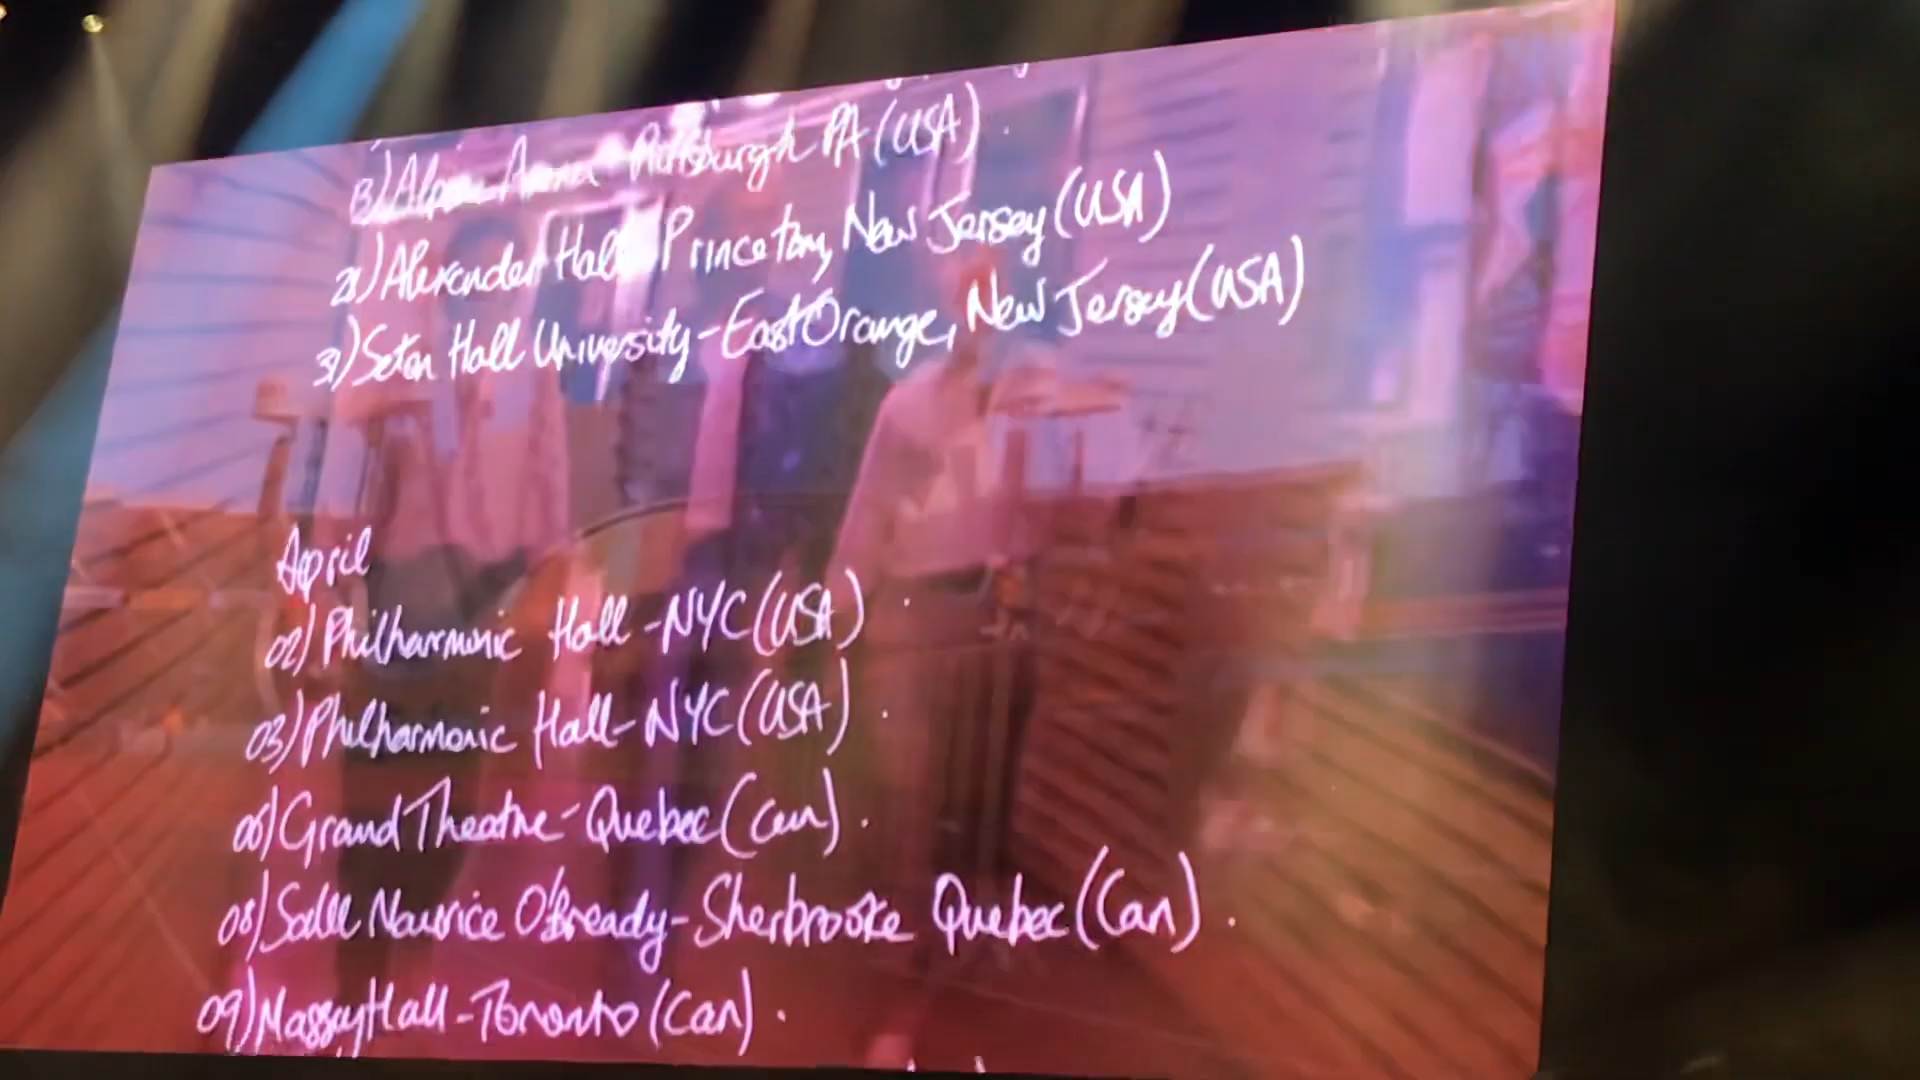 Arena Pittsburgh PA (USA)
Alexander Hall Princeton, New Jersey (USA)
31) Seton Hall University - East Orange, New Jersey (USA)
April
02) Philharmonic Hall - NYC (USA)
03) Philharmonic Hall - NYC (USA)
06) Grand Theatre - Quebec (Can)
08) Salle Maurice O'Bready - Sherbrooke Quebec (Can)
09) Massey Hall - Toronto (Can)